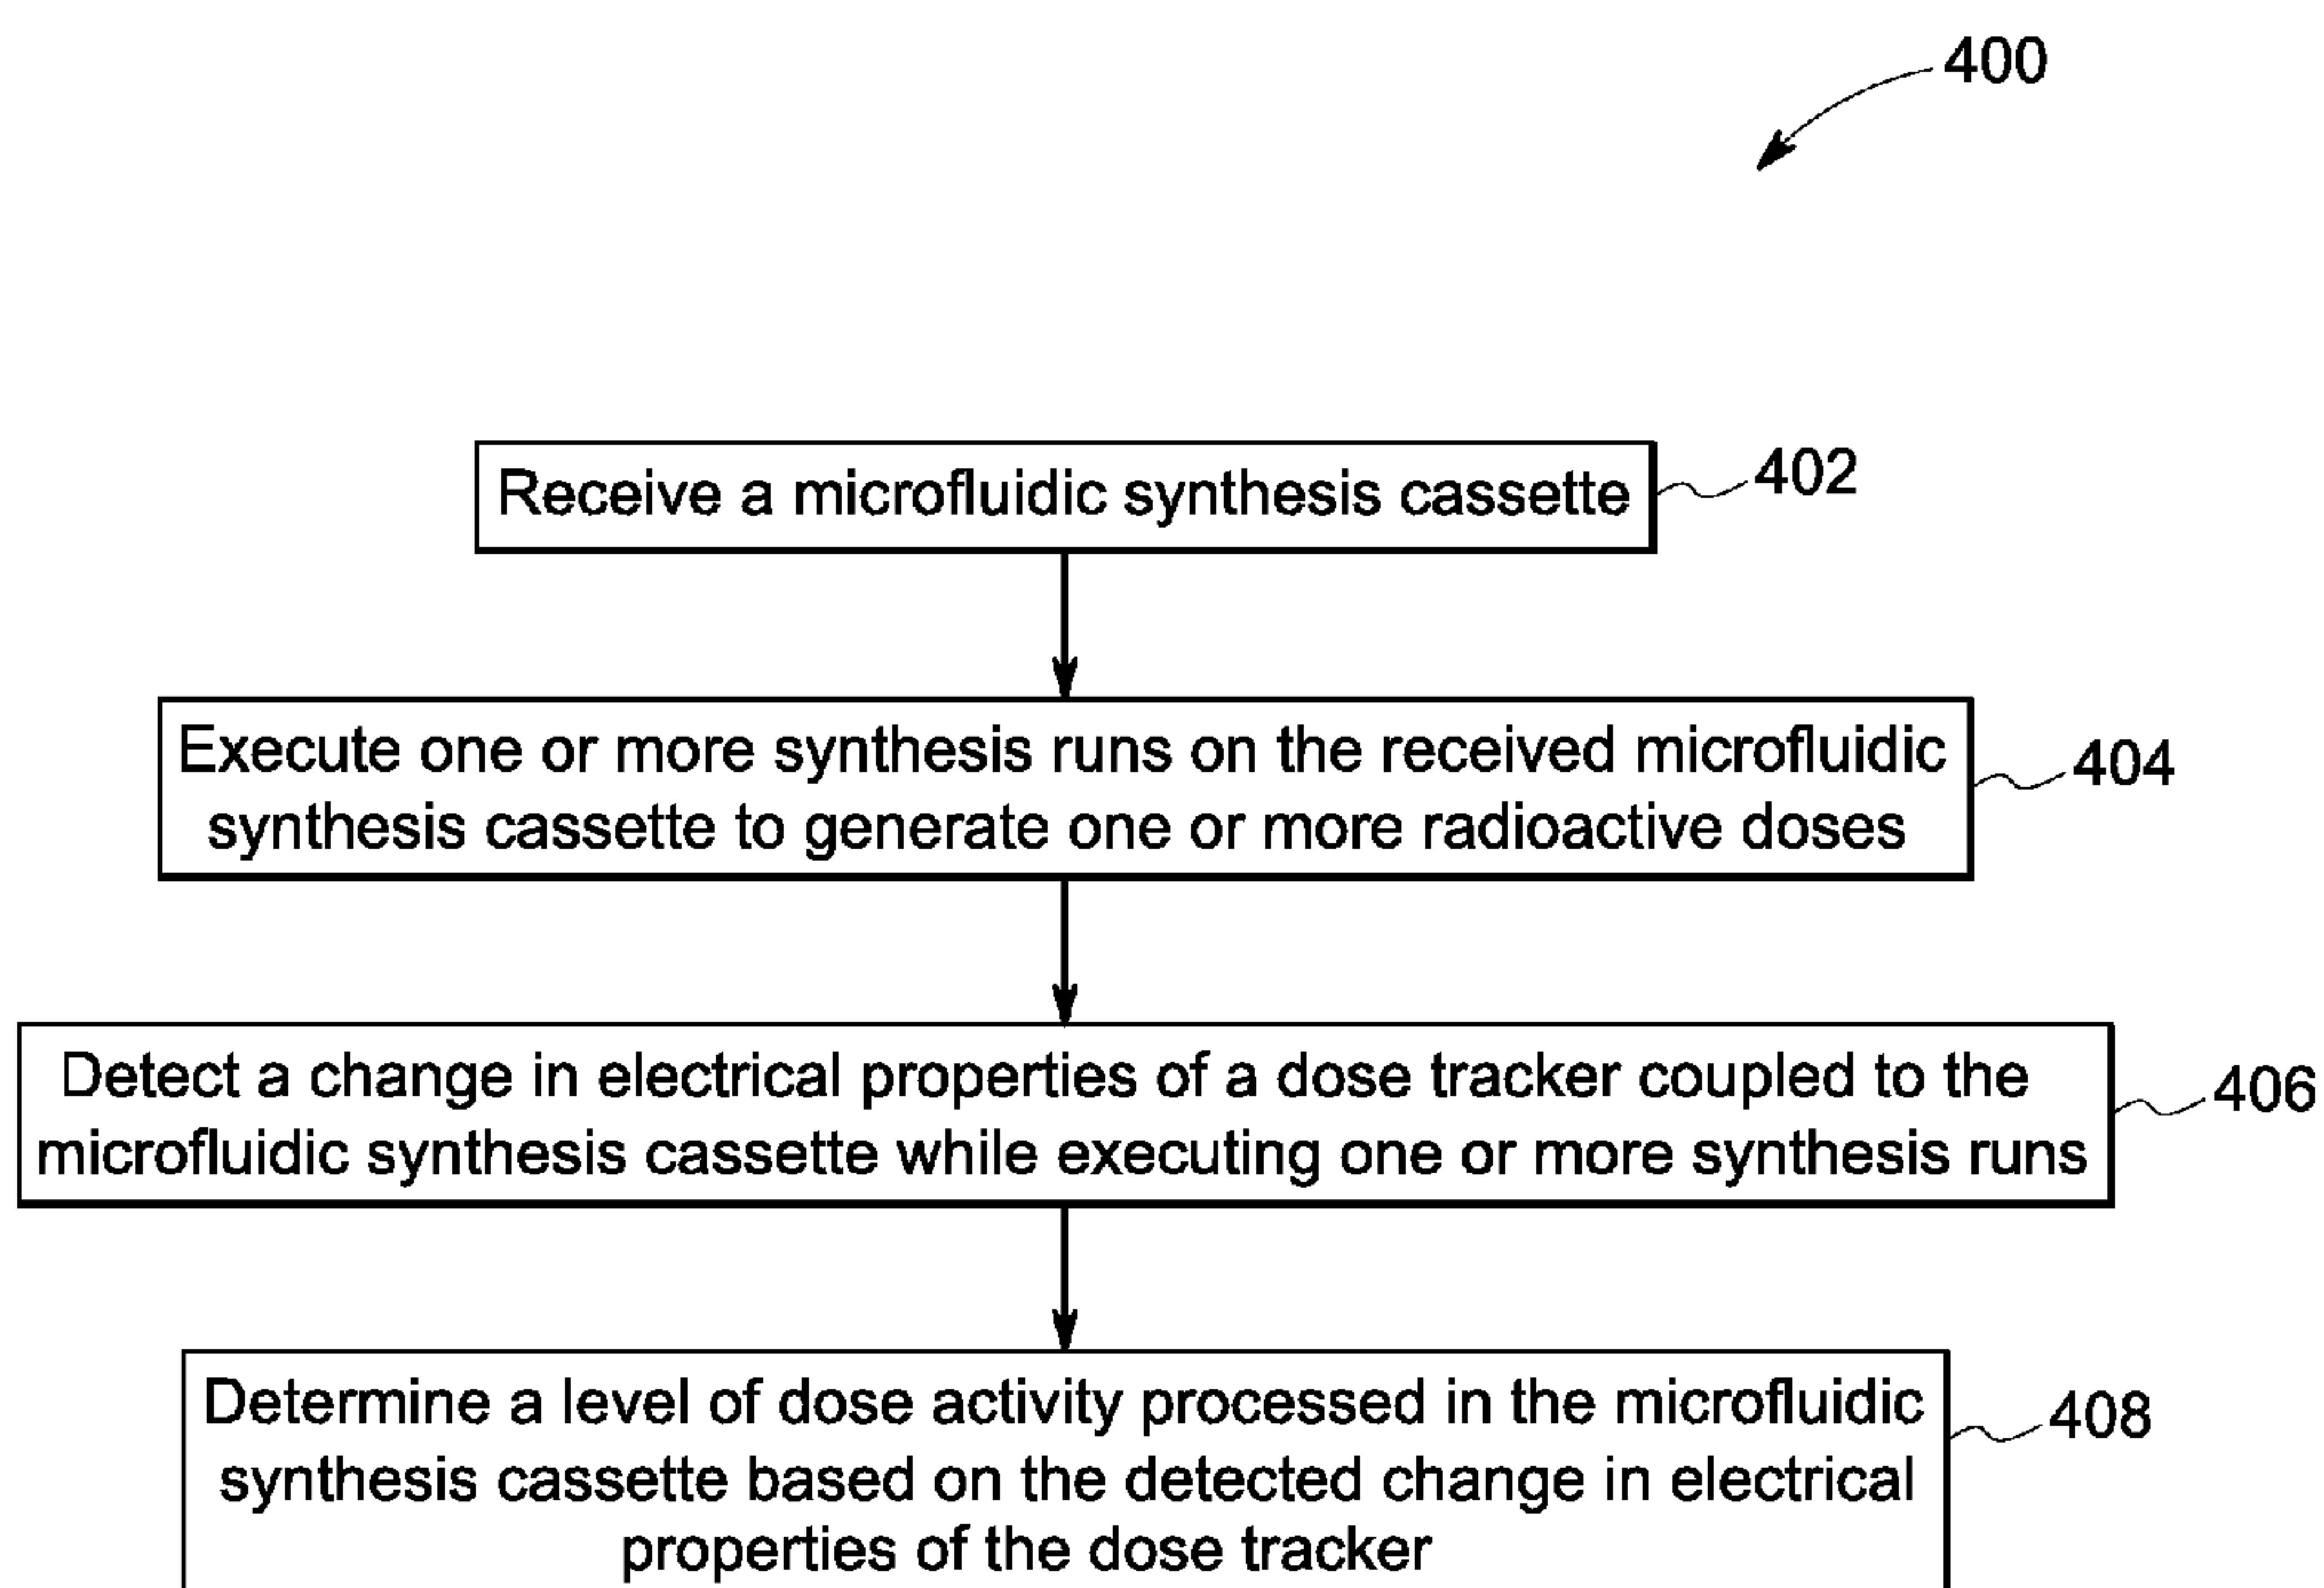 400
Receive a microfluidic synthesis cassette
402
Execute one or more synthesis runs on the received microfluidic
synthesis cassette to generate one or more radioactive doses
404
Detect a change in electrical properties of a dose tracker coupled to the
microfluidic synthesis cassette while executing one or more synthesis runs
406
Determine a level of dose activity processed in the microfluidic
synthesis cassette based on the detected change in electrical
properties of the dose tracker
408